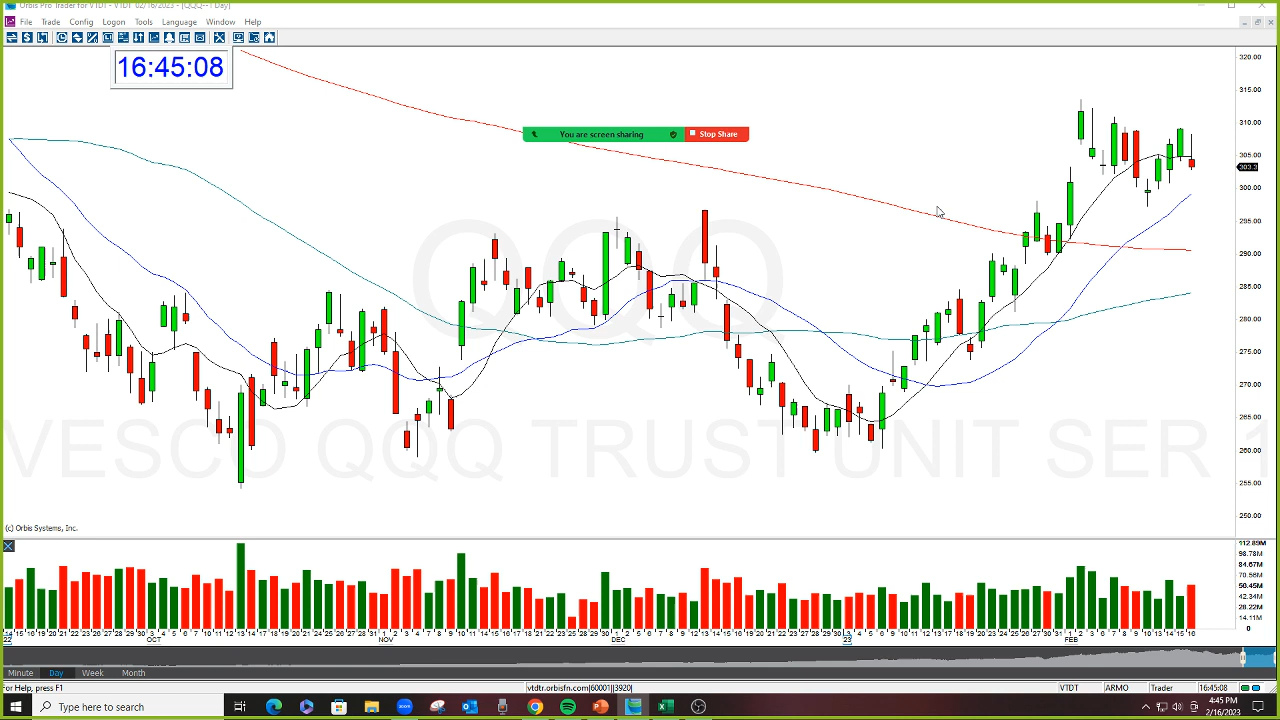 Orbis Pro Trader for VTDT - VTDT 02/16/2023 - [QQQ--1 Day]
File Trade Config Logon Tools Language Window Help
16:45:08
You are screen sharing Stop Share
320.00
315.00
310.00
305.00
303.3
300.00
295.00
290.00
285.00
280.00
275.00
270.00
265.00
260.00
255.00
250.00
QQQ
VESCO QQQ TRUST UNIT SER 1
(c) Orbis Systems, Inc.
112.89M
98.78M
84.67M
70.56M
50.45M
42.34M
28.22M
14.11M
0
22 OCT NOV DEC 23 FEB
Minute Day Week Month
For Help, press F1 vtdtr.orbisfn.com|60001||3920| VTDT ARMO Trader 16:45:08
Type here to search
4:45 PM
2/16/2023